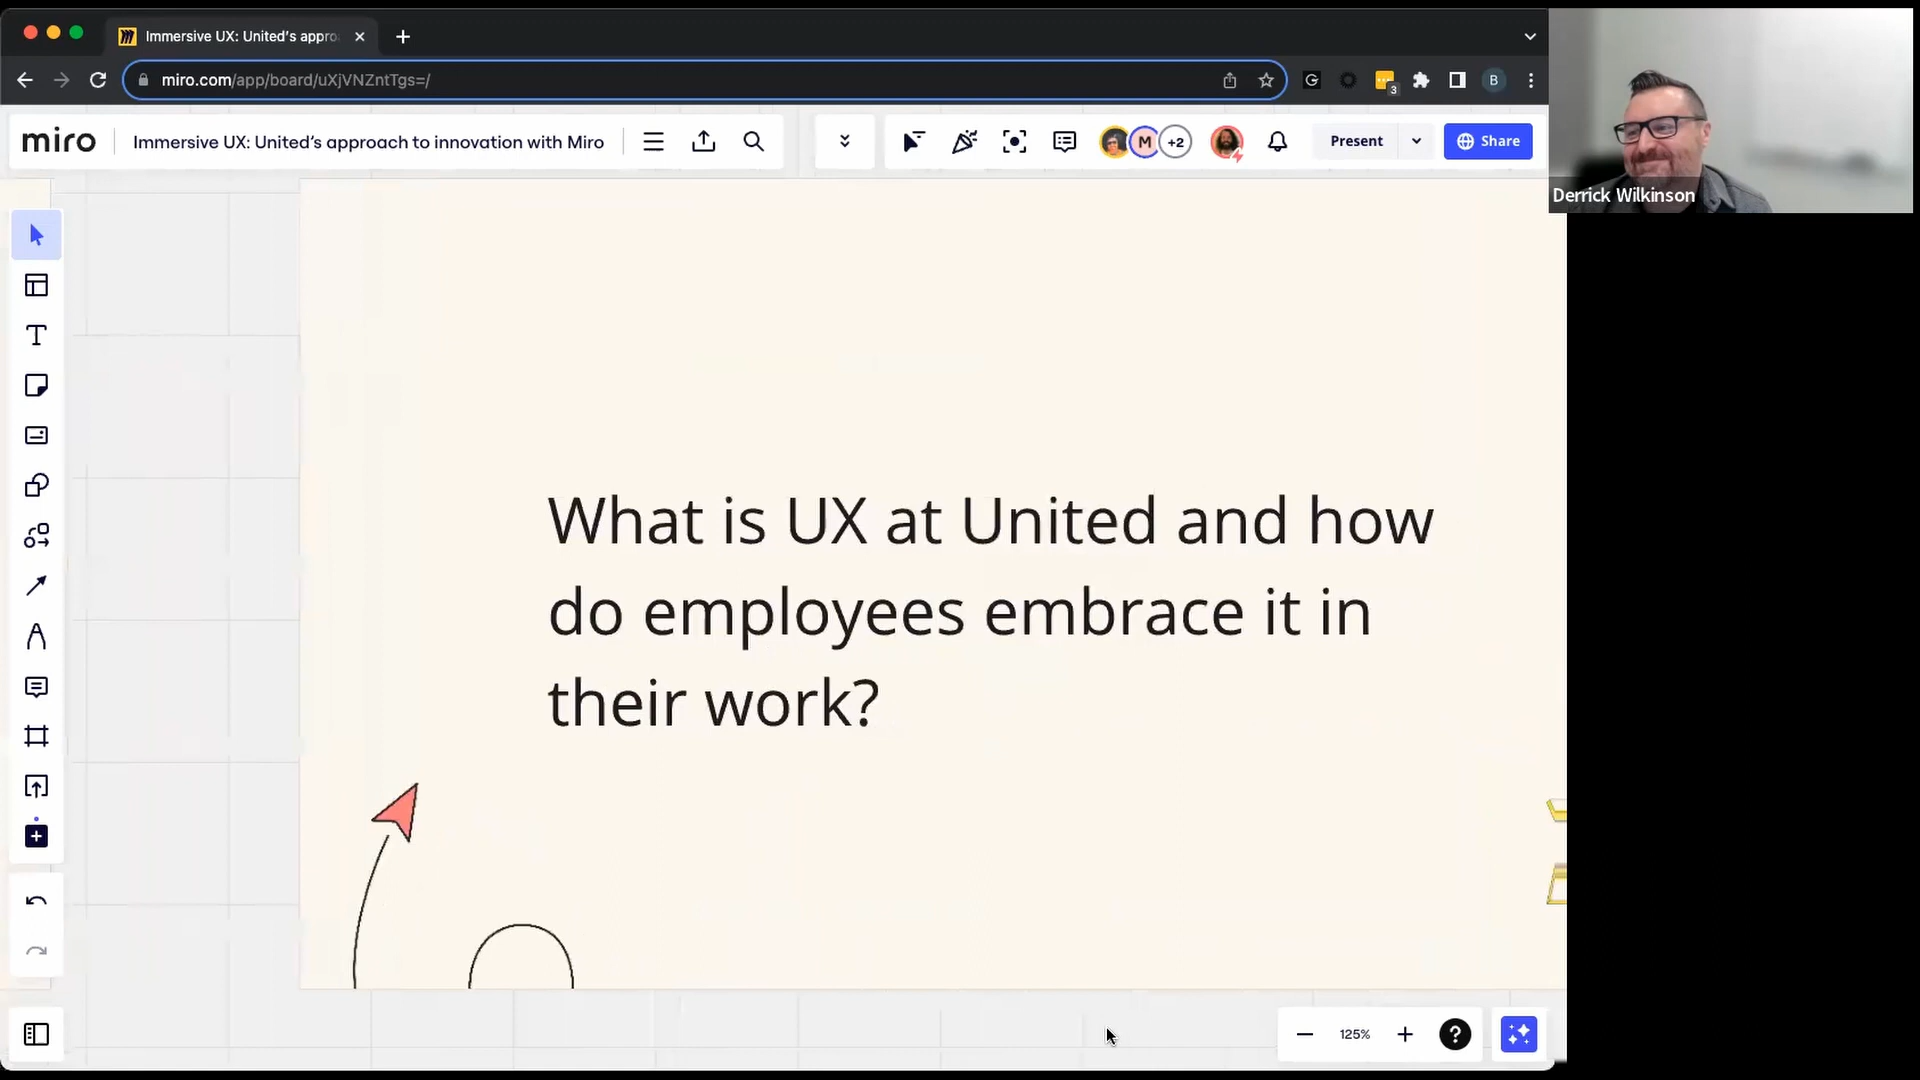 Immersive UX: United's appro
miro.com/app/board/uXjVNZntTgs=/
G
3
B
miro
Immersive UX: United's approach to innovation with Miro
M
+2
Present
Share
Derrick Wilkinson
What is UX at United and how
do employees embrace it in
their work?
125%
?